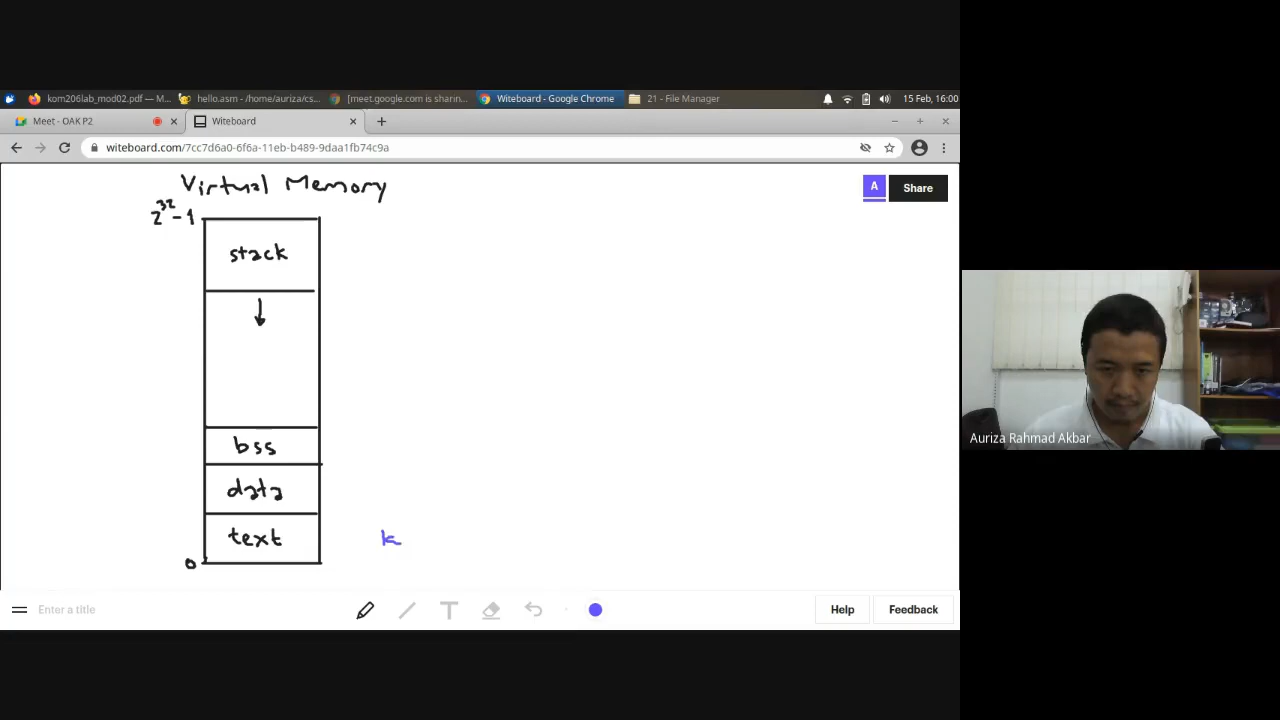 kom206lab_mod02.pdf — M...
hello.asm - /home/auriza/cs...
[meet.google.com is sharin...
Witeboard - Google Chrome
21 - File Manager
15 Feb, 16:00
Meet - OAK P2
Witeboard
witeboard.com/7cc7d6a0-6f6a-11eb-b489-9daa1fb74c9a
A
Share
Virtual Memory
2^32 - 1
stack
bss
data
text
k
0
Auriza Rahmad Akbar
Enter a title
T
Help
Feedback